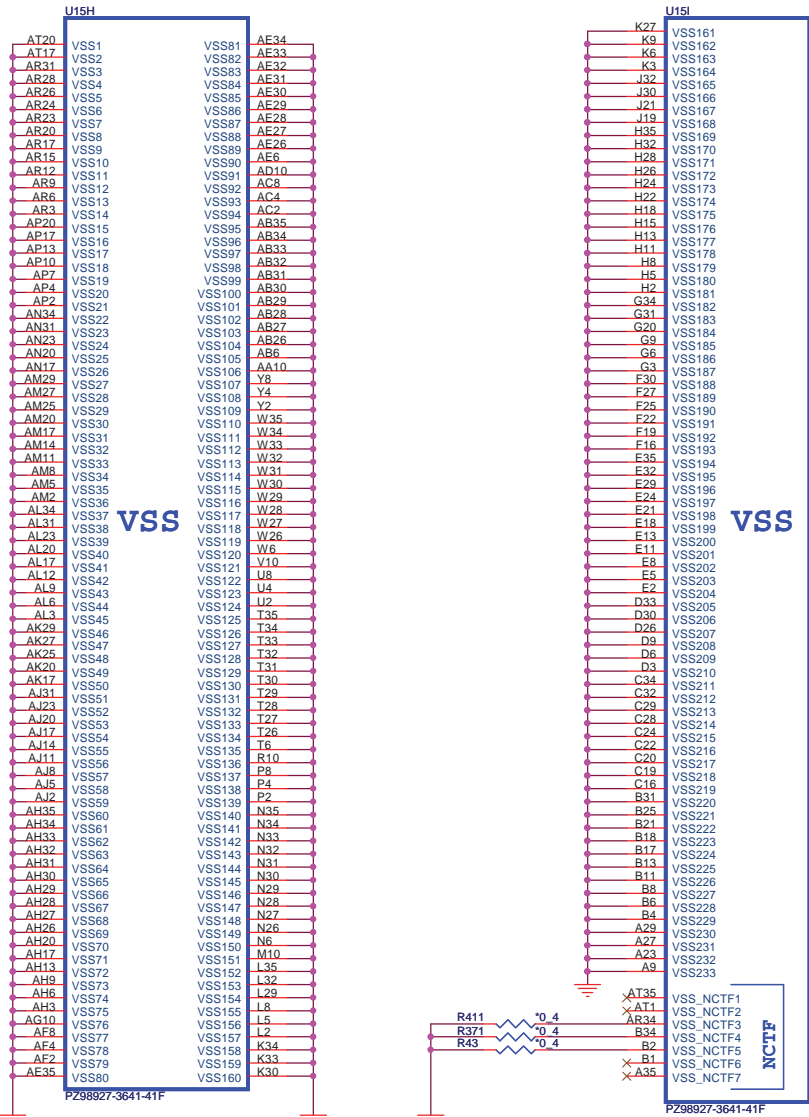 U15H
AT20 VSS1 VSS81 AE34
AT17 VSS2 VSS82 AE33
AR31 VSS3 VSS83 AE32
AR28 VSS4 VSS84 AE31
AR26 VSS5 VSS85 AE30
AR24 VSS6 VSS86 AE29
AR23 VSS7 VSS87 AE28
AR20 VSS8 VSS88 AE27
AR17 VSS9 VSS89 AE26
AR15 VSS10 VSS90 AE6
AR12 VSS11 VSS91 AD10
AR9 VSS12 VSS92 AC8
AR6 VSS13 VSS93 AC4
AR3 VSS14 VSS94 AC2
AP20 VSS15 VSS95 AB35
AP17 VSS16 VSS96 AB34
AP13 VSS17 VSS97 AB33
AP10 VSS18 VSS98 AB32
AP7 VSS19 VSS99 AB31
AP4 VSS20 VSS100 AB30
AP2 VSS21 VSS101 AB29
AN34 VSS22 VSS102 AB28
AN31 VSS23 VSS103 AB27
AN23 VSS24 VSS104 AB26
AN20 VSS25 VSS105 AB6
AN17 VSS26 VSS106 AA10
AM29 VSS27 VSS107 Y8
AM27 VSS28 VSS108 Y4
AM25 VSS29 VSS109 Y2
AM20 VSS30 VSS110 W35
AM17 VSS31 VSS111 W34
AM14 VSS32 VSS112 W33
AM11 VSS33 VSS113 W32
AM8 VSS34 VSS114 W31
AM5 VSS35 VSS115 W30
AM2 VSS36 VSS116 W29
AL34 VSS37 VSS117 W28
AL31 VSS38 VSS118 W27
VSS
AL23 VSS39 VSS119 W26
AL20 VSS40 VSS120 W6
AL17 VSS41 VSS121 V10
AL12 VSS42 VSS122 U8
AL9 VSS43 VSS123 U4
AL6 VSS44 VSS124 U2
AL3 VSS45 VSS125 T35
AK29 VSS46 VSS126 T34
AK27 VSS47 VSS127 T33
AK25 VSS48 VSS128 T32
AK20 VSS49 VSS129 T31
AK17 VSS50 VSS130 T30
AJ31 VSS51 VSS131 T29
AJ23 VSS52 VSS132 T28
AJ20 VSS53 VSS133 T27
AJ17 VSS54 VSS134 T26
AJ14 VSS55 VSS135 T6
AJ11 VSS56 VSS136 R10
AJ8 VSS57 VSS137 P8
AJ5 VSS58 VSS138 P4
AJ2 VSS59 VSS139 P2
AH35 VSS60 VSS140 N35
AH34 VSS61 VSS141 N34
AH33 VSS62 VSS142 N33
AH32 VSS63 VSS143 N32
AH31 VSS64 VSS144 N31
AH30 VSS65 VSS145 N30
AH29 VSS66 VSS146 N29
AH28 VSS67 VSS147 N28
AH27 VSS68 VSS148 N27
AH26 VSS69 VSS149 N26
AH20 VSS70 VSS150 N6
AH17 VSS71 VSS151 M10
AH13 VSS72 VSS152 L35
AH9 VSS73 VSS153 L32
AH6 VSS74 VSS154 L29
AH3 VSS75 VSS155 L8
AG10 VSS76 VSS156 L5
AF8 VSS77 VSS157 L2
AF4 VSS78 VSS158 K34
AF2 VSS79 VSS159 K33
AE35 VSS80 VSS160 K30
PZ98927-3641-41F
U15I
K27 VSS161
K9 VSS162
K6 VSS163
K3 VSS164
J32 VSS165
J30 VSS166
J21 VSS167
J19 VSS168
H35 VSS169
H32 VSS170
H28 VSS171
H26 VSS172
H24 VSS173
H22 VSS174
H18 VSS175
H15 VSS176
H13 VSS177
H11 VSS178
H8 VSS179
H5 VSS180
H2 VSS181
G34 VSS182
G31 VSS183
G20 VSS184
G9 VSS185
G6 VSS186
G3 VSS187
F30 VSS188
F27 VSS189
F25 VSS190
F22 VSS191
F19 VSS192
F16 VSS193
E35 VSS194
E32 VSS195
E29 VSS196
E24 VSS197
E21 VSS198
VSS
E18 VSS199
E13 VSS200
E11 VSS201
E8 VSS202
E5 VSS203
E2 VSS204
D33 VSS205
D30 VSS206
D26 VSS207
D9 VSS208
D6 VSS209
D3 VSS210
C34 VSS211
C32 VSS212
C29 VSS213
C28 VSS214
C24 VSS215
C22 VSS216
C20 VSS217
C19 VSS218
C16 VSS219
B31 VSS220
B25 VSS221
B21 VSS222
B18 VSS223
B17 VSS224
B13 VSS225
B11 VSS226
B8 VSS227
B6 VSS228
B4 VSS229
A29 VSS230
A27 VSS231
A23 VSS232
A9 VSS233
AT35 VSS_NCTF1
AT1 VSS_NCTF2
R411 *0_4 AR34 VSS_NCTF3
R371 *0_4 B34 VSS_NCTF4
R43 *0_4 B2 VSS_NCTF5
B1 VSS_NCTF6
A35 VSS_NCTF7
NCTF
PZ98927-3641-41F